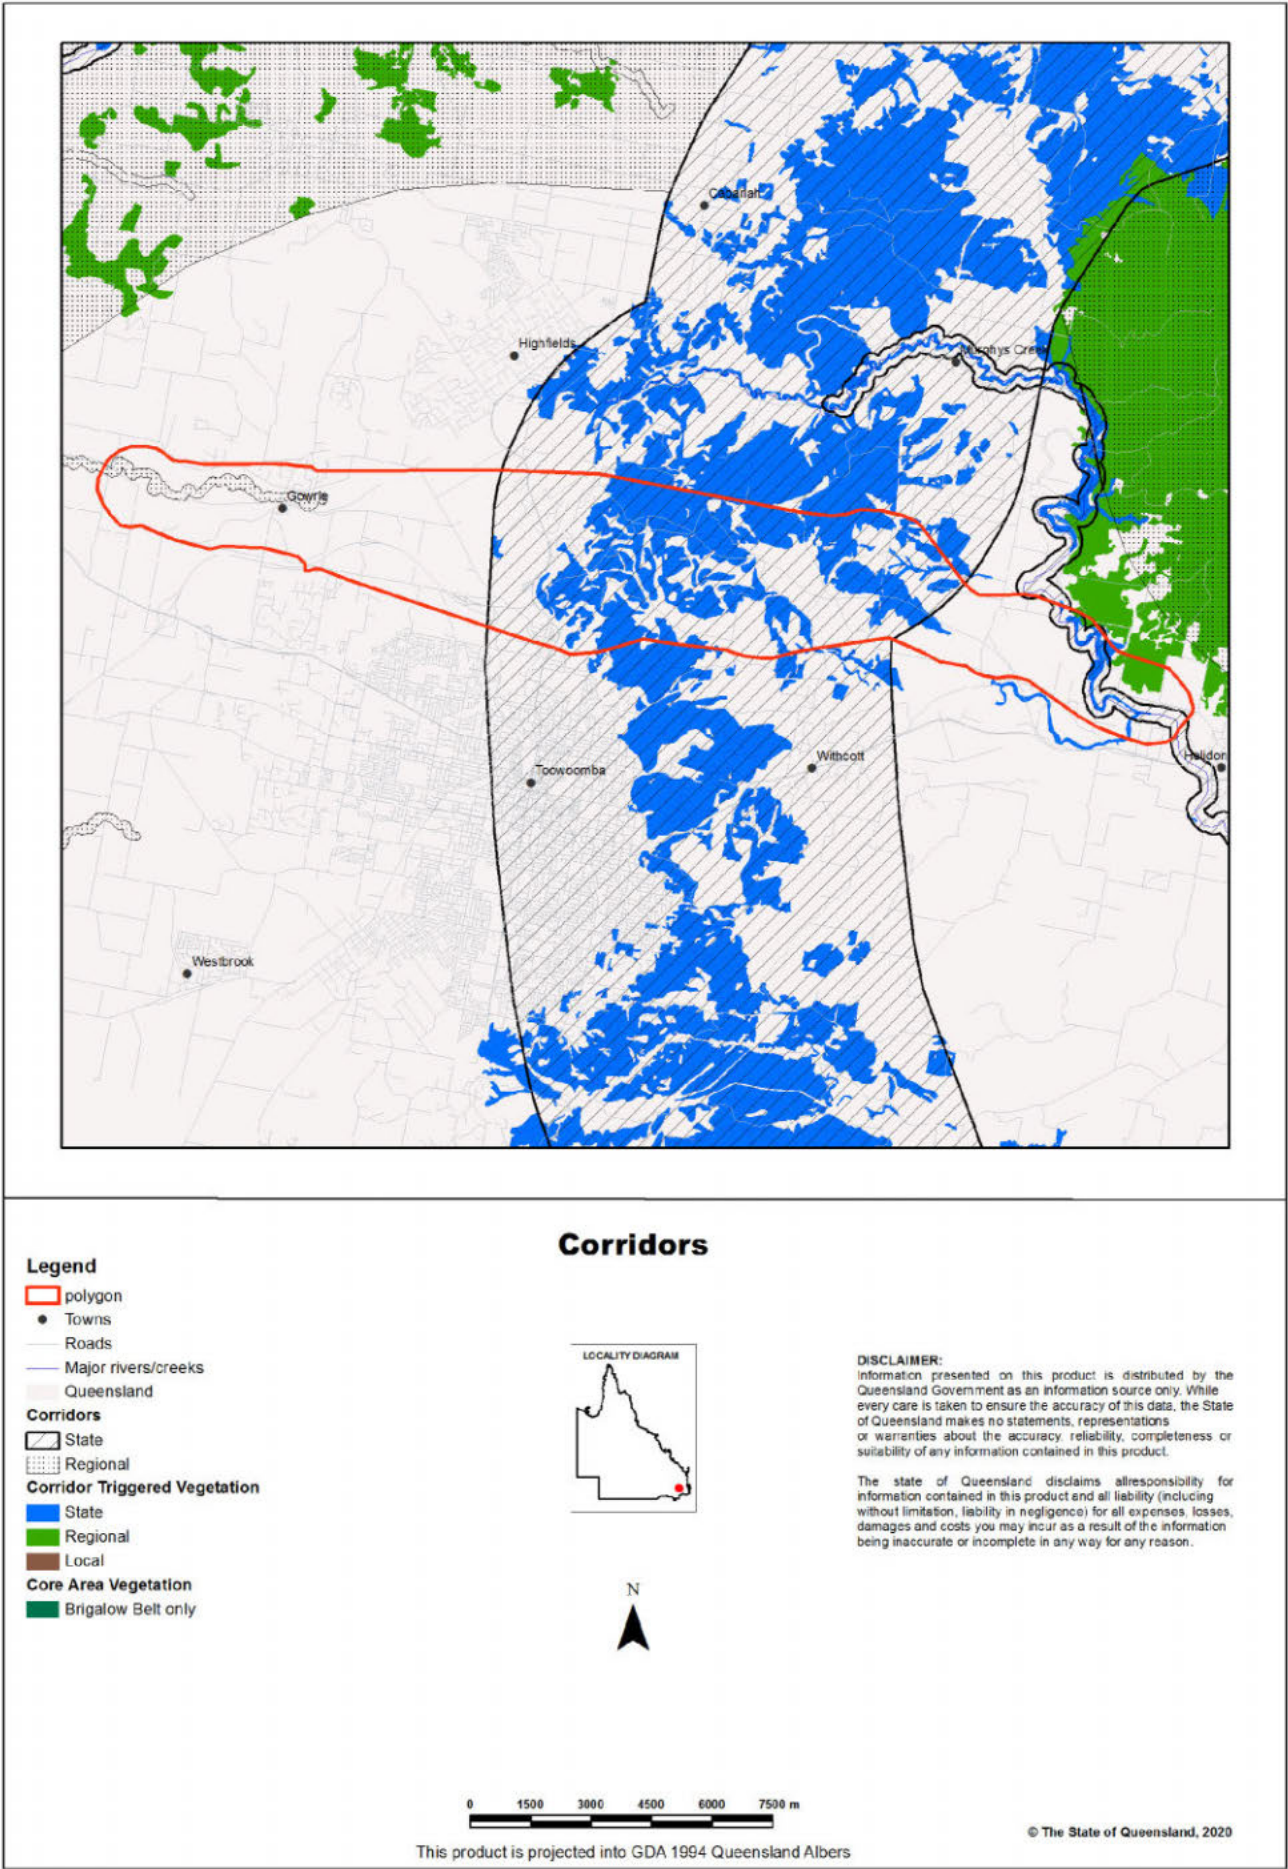 Cabarlah
Highfields
Murphys Creek
Gowrie
Toowoomba
Withcott
Helidon
Westbrook
Corridors
Legend
polygon
Towns
Roads
Major rivers/creeks
Queensland
Corridors
State
Regional
Corridor Triggered Vegetation
State
Regional
Local
Core Area Vegetation
Brigalow Belt only
LOCALITY DIAGRAM
N
DISCLAIMER:
Information presented on this product is distributed by the
Queensland Government as an information source only. While
every care is taken to ensure the accuracy of this data, the State
of Queensland makes no statements, representations
or warranties about the accuracy, reliability, completeness or
suitability of any information contained in this product.
The state of Queensland disclaims allresponsibility for
information contained in this product and all liability (including
without limitation, liability in negligence) for all expenses, losses,
damages and costs you may incur as a result of the information
being inaccurate or incomplete in any way for any reason.
0 1500 3000 4500 6000 7500 m
This product is projected into GDA 1994 Queensland Albers
© The State of Queensland, 2020